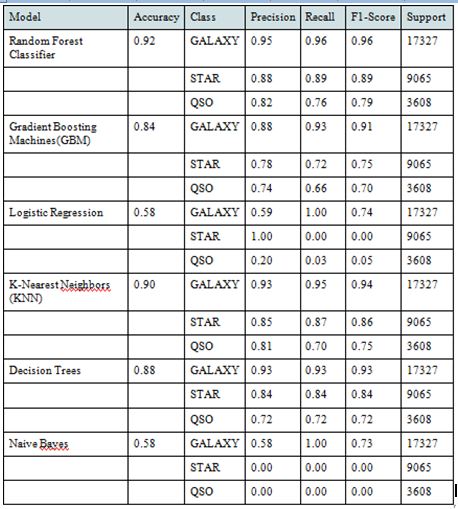 Model Accuracy Class Precision Recall F1-Score Support
Random Forest 0.92 GALAXY 0.95 0.96 0.96 17327
Classifier
STAR 0.88 0.89 0.89 9065
QSO 0.82 0.76 0.79 3608
Gradient Boosting 0.84 GALAXY 0.88 0.93 0.91 17327
Machines(GBM)
STAR 0.78 0.72 0.75 9065
QSO 0.74 0.66 0.70 3608
Logistic Regression 0.58 GALAXY 0.59 1.00 0.74 17327
STAR 1.00 0.00 0.00 9065
QSO 0.20 0.03 0.05 3608
K-Nearest Neighbors 0.90 GALAXY 0.93 0.95 0.94 17327
(KNN)
STAR 0.85 0.87 0.86 9065
QSO 0.81 0.70 0.75 3608
Decision Trees 0.88 GALAXY 0.93 0.93 0.93 17327
STAR 0.84 0.84 0.84 9065
QSO 0.72 0.72 0.72 3608
Naive Bayes 0.58 GALAXY 0.58 1.00 0.73 17327
STAR 0.00 0.00 0.00 9065
QSO 0.00 0.00 0.00 3608